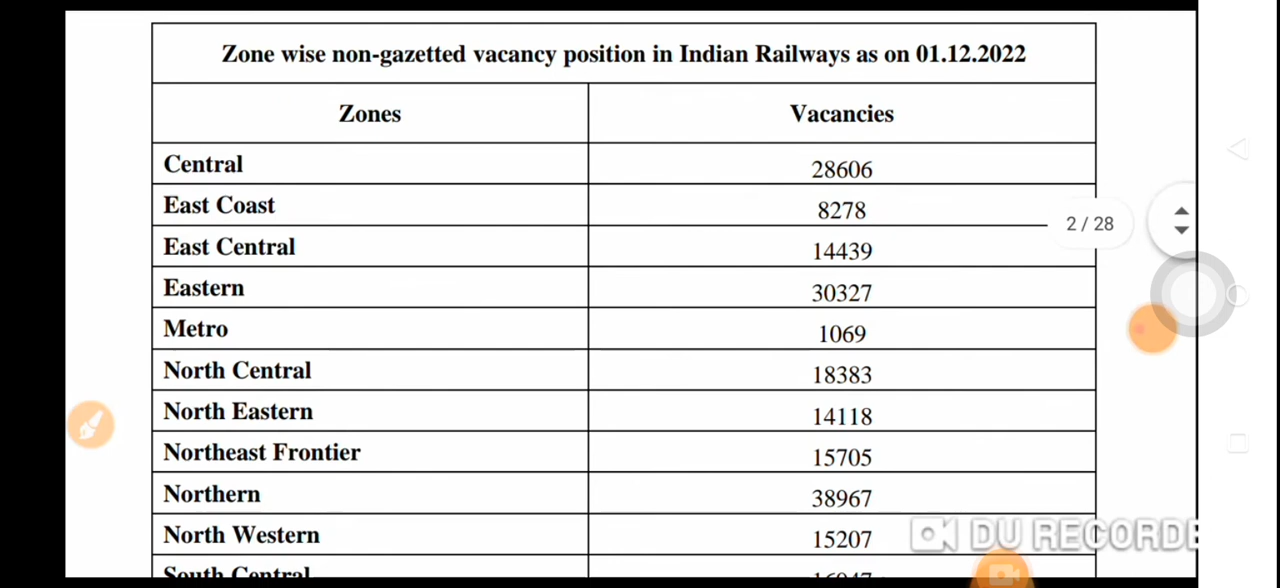 Zone wise non-gazetted vacancy position in Indian Railways as on 01.12.2022
Zones Vacancies
Central 28606
East Coast 8278
2 / 28
East Central 14439
Eastern 30327
Metro 1069
North Central 18383
North Eastern 14118
Northeast Frontier 15705
Northern 38967
North Western 15207
DU RECORDE
South Central